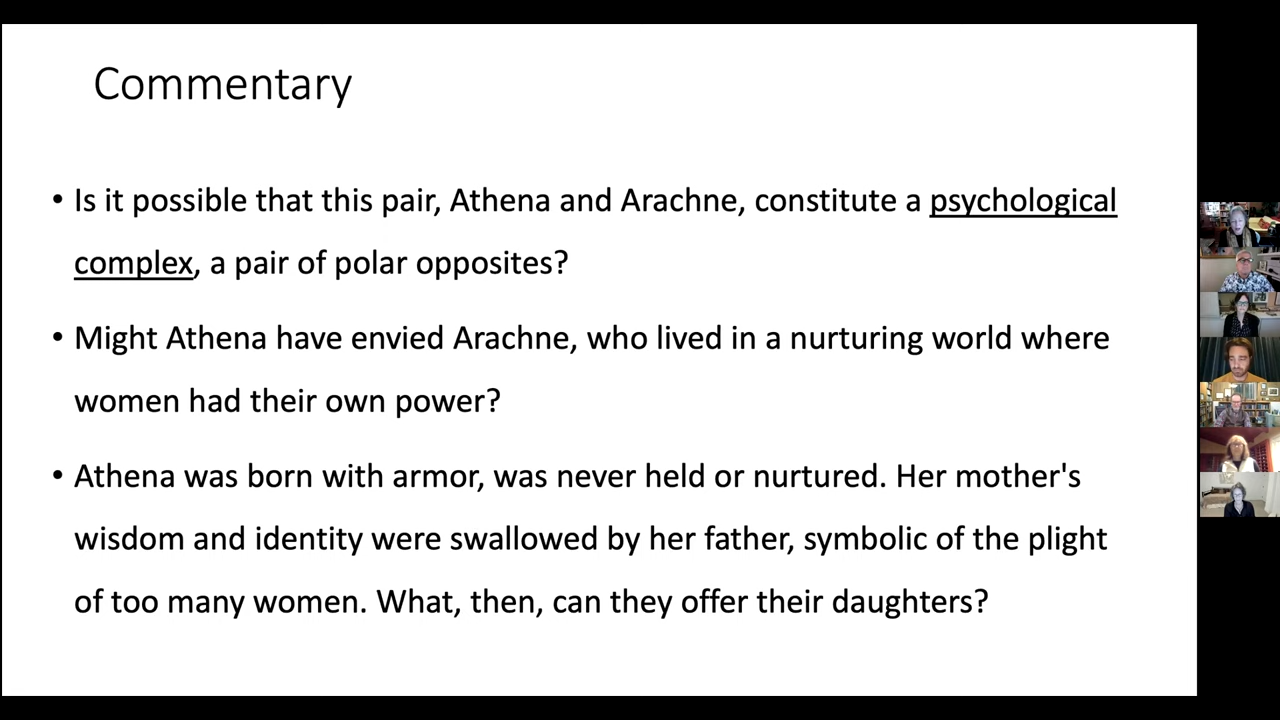 Commentary
• Is it possible that this pair, Athena and Arachne, constitute a psychological
complex, a pair of polar opposites?
• Might Athena have envied Arachne, who lived in a nurturing world where
women had their own power?
• Athena was born with armor, was never held or nurtured. Her mother's
wisdom and identity were swallowed by her father, symbolic of the plight
of too many women. What, then, can they offer their daughters?